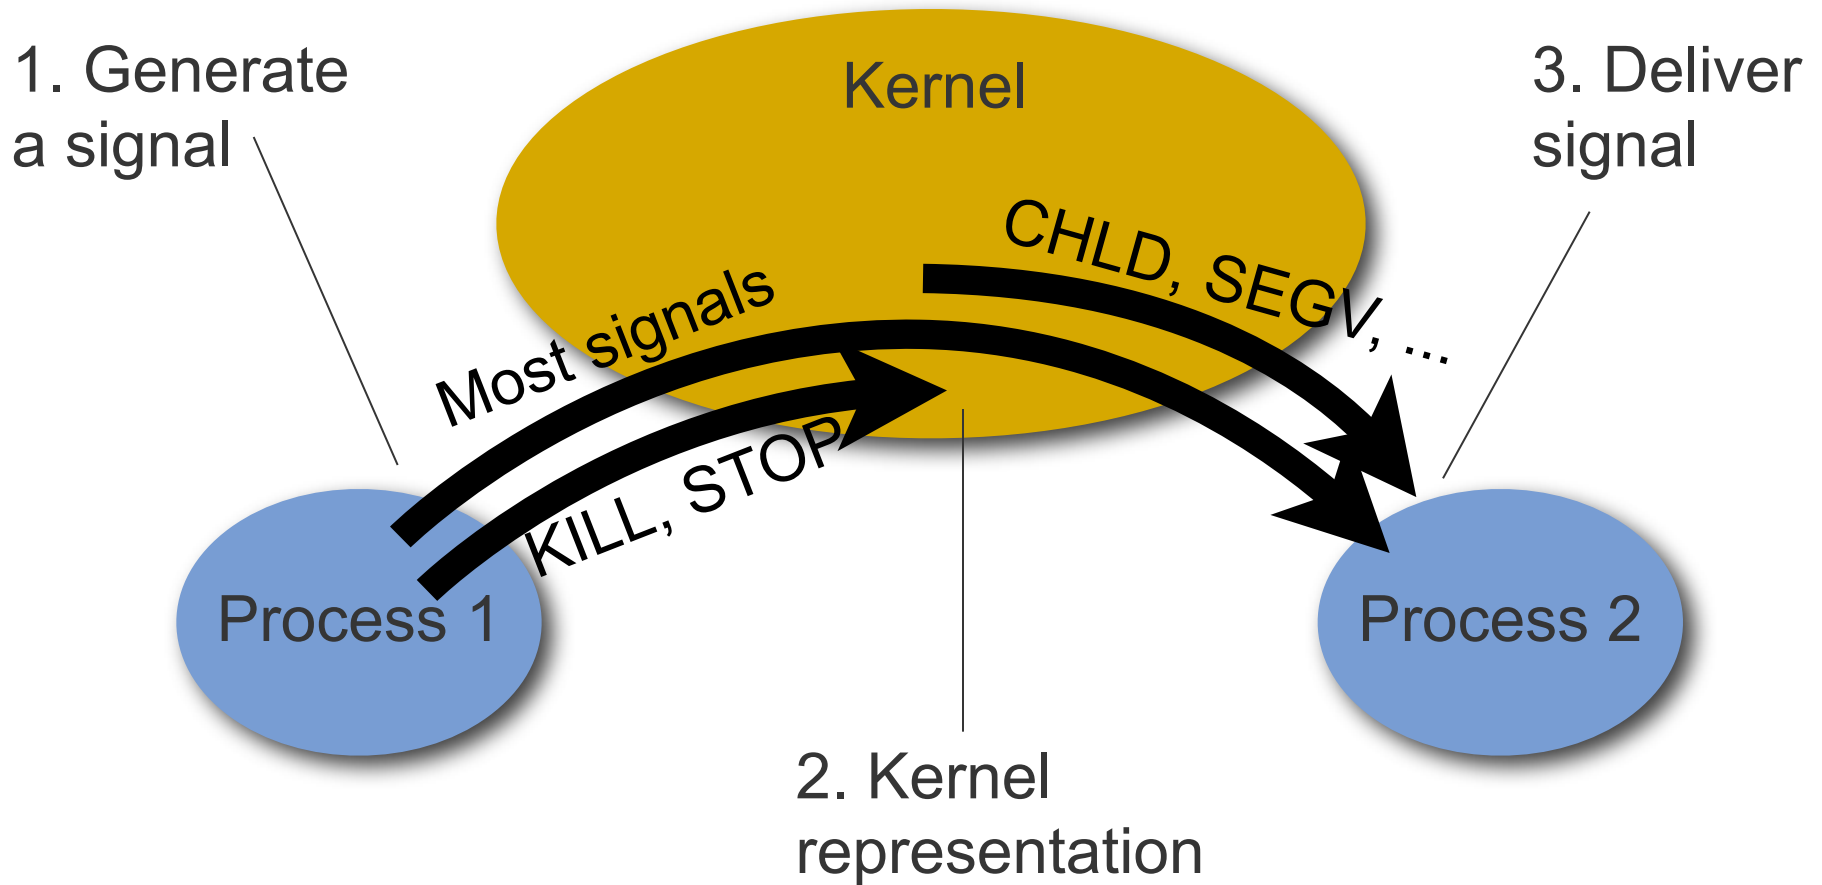 1. Generate
a signal
Kernel
3. Deliver
signal
CHLD, SEGV, ...
Most signals
KILL, STOP
Process 1
Process 2
2. Kernel
representation